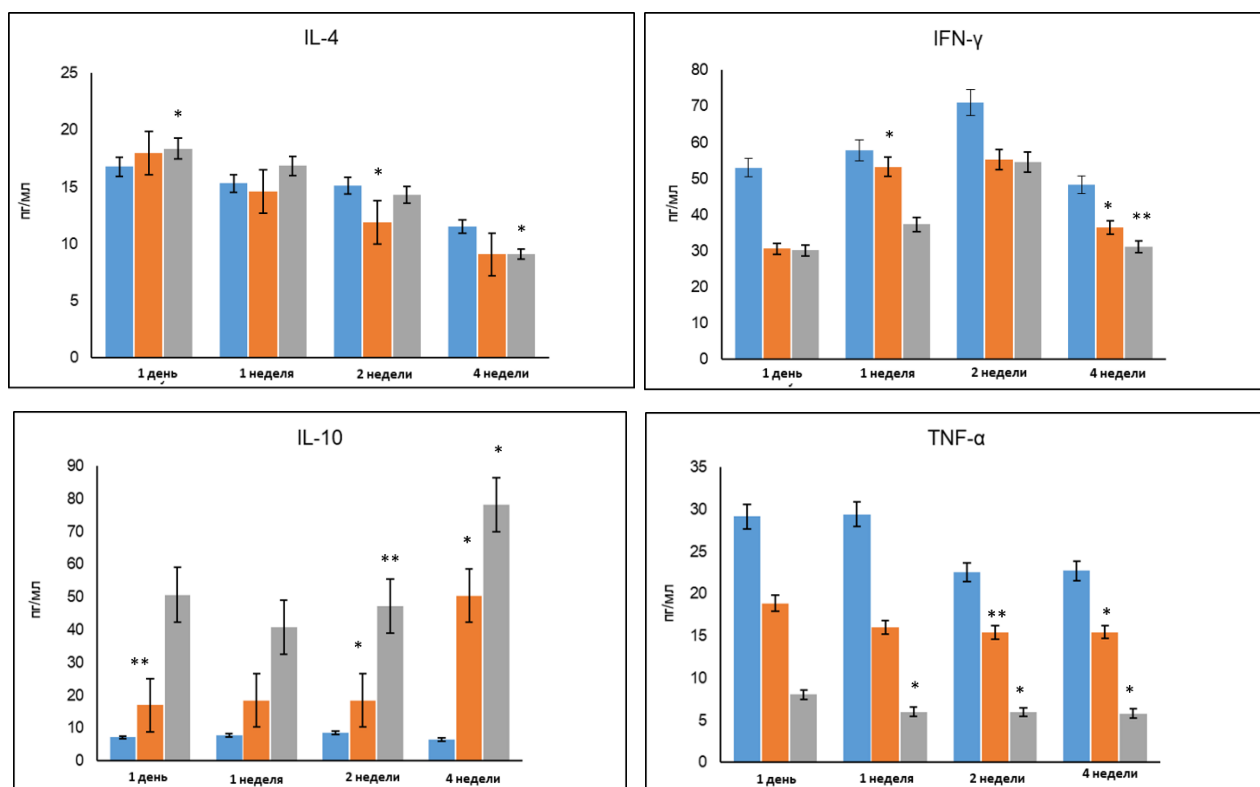 IL-4
25
20
15
10
5
0
пг/мл
*
*
*
1 день
1 неделя
2 недели
4 недели
IFN-γ
80
70
60
50
40
30
20
10
0
пг/мл
*
*
**
1 день
1 неделя
2 недели
4 недели
IL-10
90
80
70
60
50
40
30
20
10
0
пг/мл
**
*
**
*
*
1 день
1 неделя
2 недели
4 недели
TNF-α
35
30
25
20
15
10
5
0
пг/мл
*
**
*
*
*
1 день
1 неделя
2 недели
4 недели